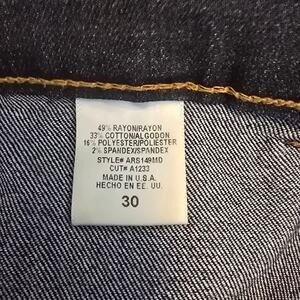 49% RAYON/RAYON
33% COTTON/ALGODON
16% POLYESTER/POLIESTER
2% SPANDEX/SPANDEX
STYLE# ARS149MD
CUT# A1233
MADE IN U.S.A.
HECHO EN EE. UU.
30